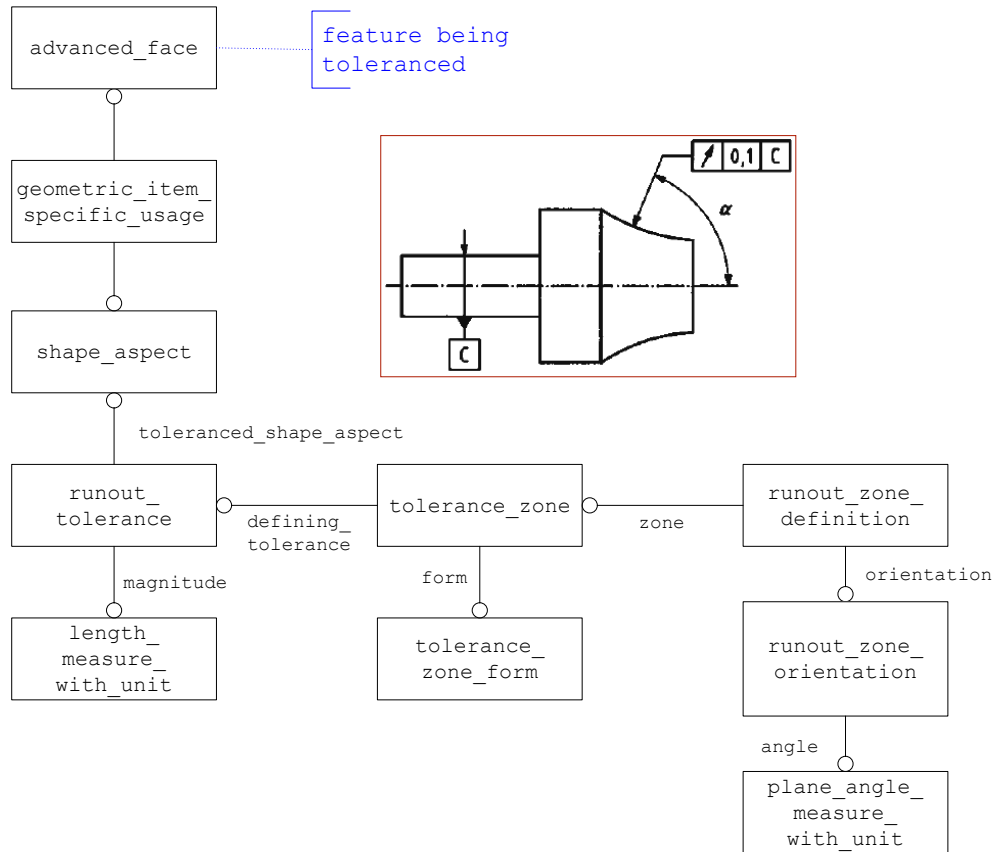 advanced_face
feature being
toleranced
geometric_item_
specific_usage
0,1 C
α
C
shape_aspect
toleranced_shape_aspect
runout_
tolerance
defining_
tolerance
tolerance_zone
zone
runout_zone_
definition
magnitude
form
orientation
length_
measure_
with_unit
tolerance_
zone_form
runout_zone_
orientation
angle
plane_angle_
measure_
with_unit